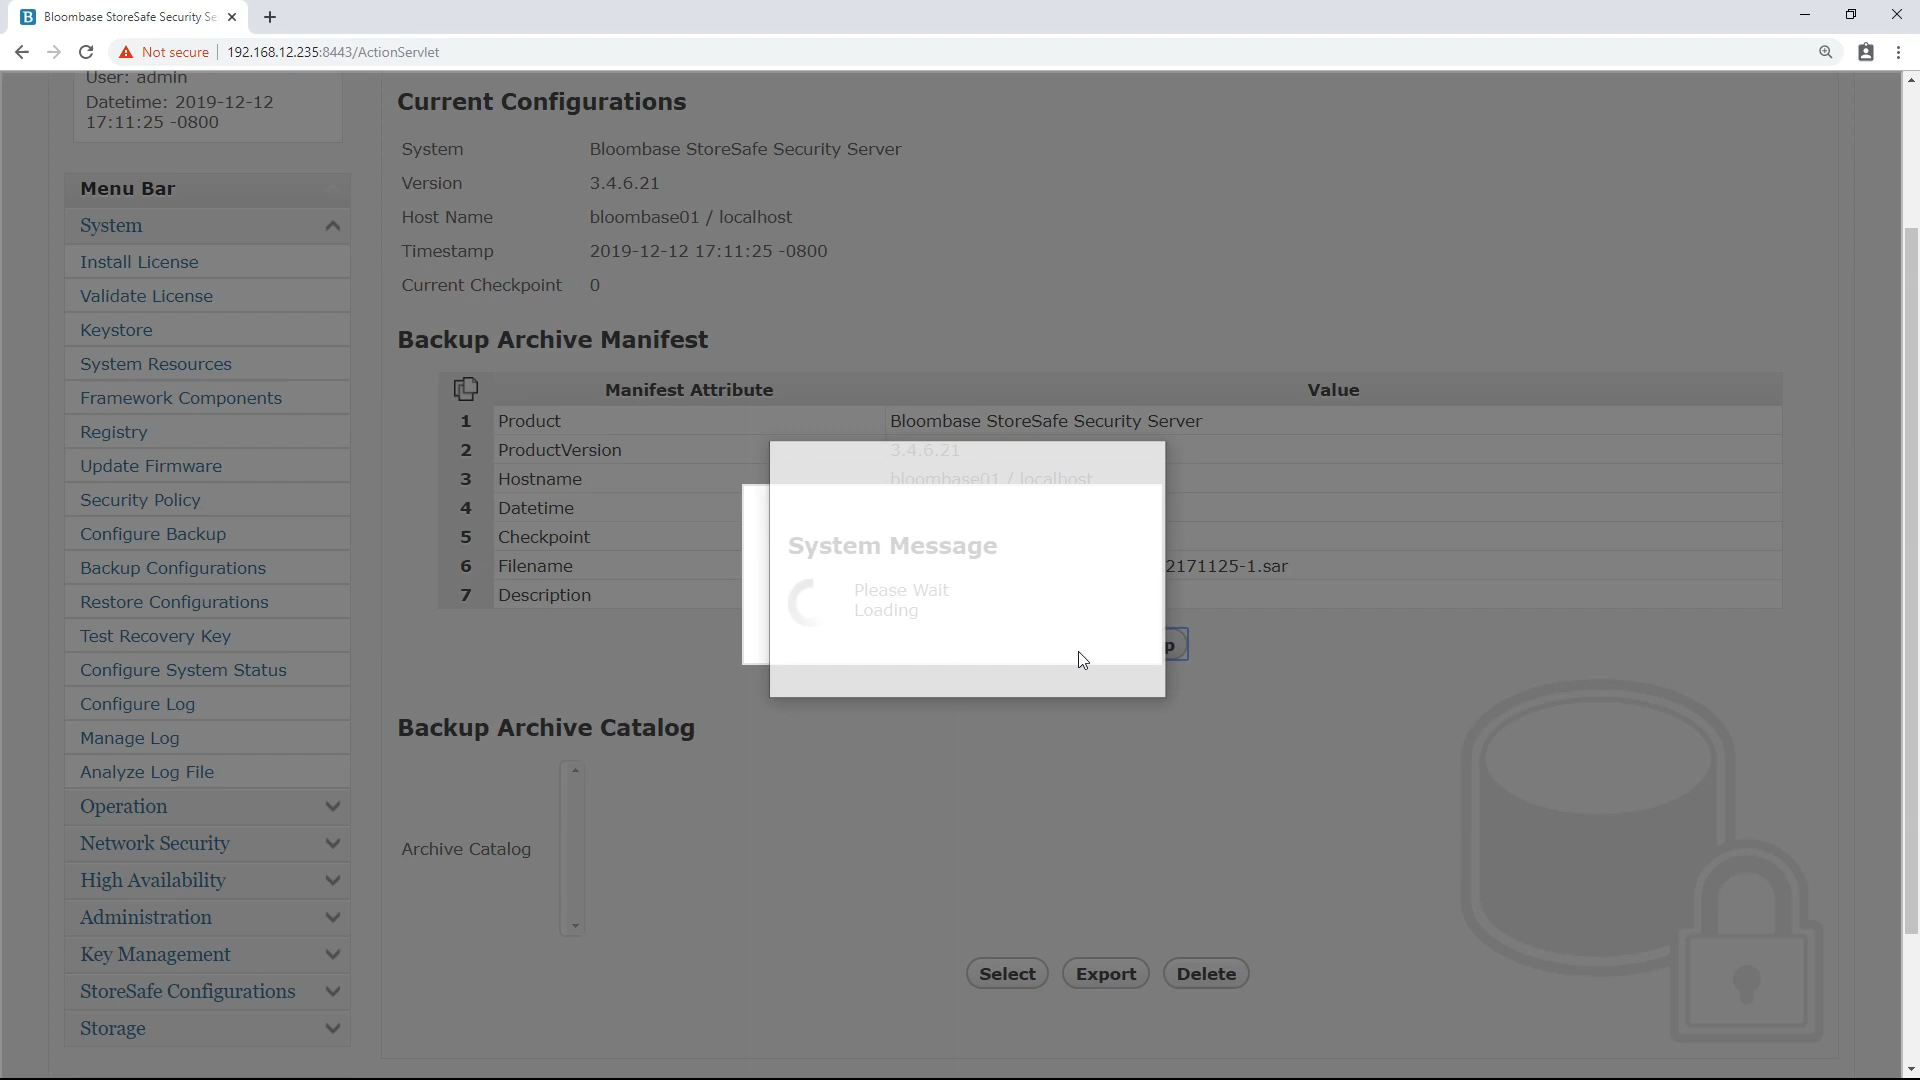 Bloombase StoreSafe Security Se
Not secure
192.168.12.235:8443/ActionServlet
User: admin
Datetime: 2019-12-12
17:11:25 -0800
Menu Bar
System
Install License
Validate License
Keystore
System Resources
Framework Components
Registry
Update Firmware
Security Policy
Configure Backup
Backup Configurations
Restore Configurations
Test Recovery Key
Configure System Status
Configure Log
Manage Log
Analyze Log File
Operation
Network Security
High Availability
Administration
Key Management
StoreSafe Configurations
Storage
Current Configurations
System Bloombase StoreSafe Security Server
Version 3.4.6.21
Host Name bloombase01 / localhost
Timestamp 2019-12-12 17:11:25 -0800
Current Checkpoint 0
Backup Archive Manifest
Manifest Attribute Value
1 Product Bloombase StoreSafe Security Server
2 ProductVersion 3.4.6.21
3 Hostname bloombase01 / localhost
4 Datetime
5 Checkpoint
6 Filename 2171125-1.sar
7 Description
System Message
Please Wait
Loading
p
Backup Archive Catalog
Archive Catalog
Select Export Delete